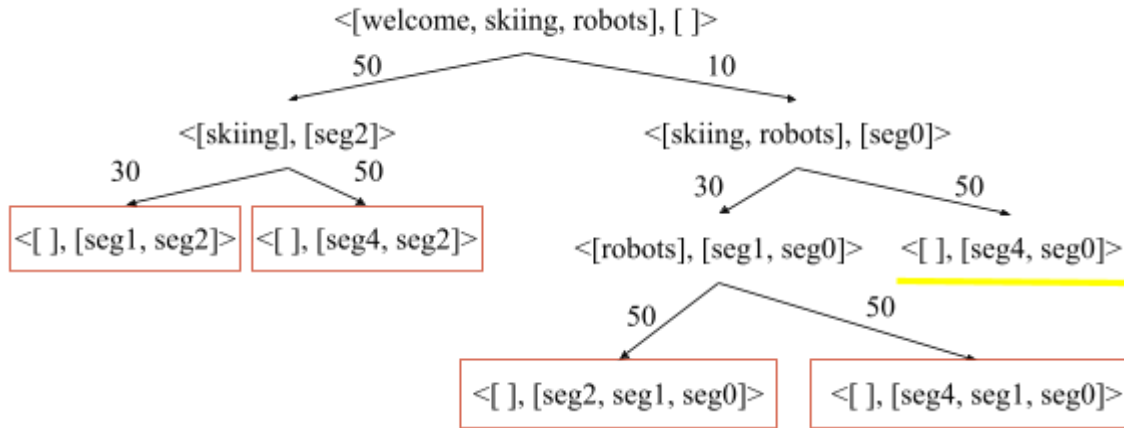 <[welcome, skiing, robots], [ ]>
50 10
<[skiing], [seg2]> <[skiing, robots], [seg0]>
30 50 30 50
<[ ], [seg1, seg2]> <[ ], [seg4, seg2]> <[robots], [seg1, seg0]> <[ ], [seg4, seg0]>
50 50
<[ ], [seg2, seg1, seg0]> <[ ], [seg4, seg1, seg0]>